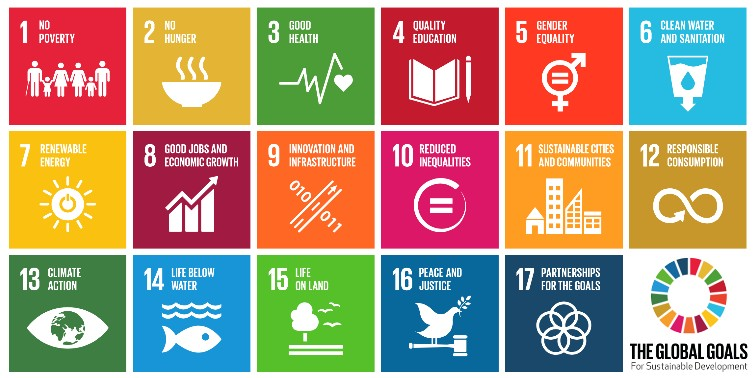 1 NO
POVERTY
2 NO
HUNGER
3 GOOD
HEALTH
4 QUALITY
EDUCATION
5 GENDER
EQUALITY
6 CLEAN WATER
AND SANITATION
7 RENEWABLE
ENERGY
8 GOOD JOBS AND
ECONOMIC GROWTH
9 INNOVATION AND
INFRASTRUCTURE
010
011
10 REDUCED
INEQUALITIES
11 SUSTAINABLE CITIES
AND COMMUNITIES
12 RESPONSIBLE
CONSUMPTION
13 CLIMATE
ACTION
14 LIFE BELOW
WATER
15 LIFE
ON LAND
16 PEACE AND
JUSTICE
17 PARTNERSHIPS
FOR THE GOALS
THE GLOBAL GOALS
For Sustainable Development